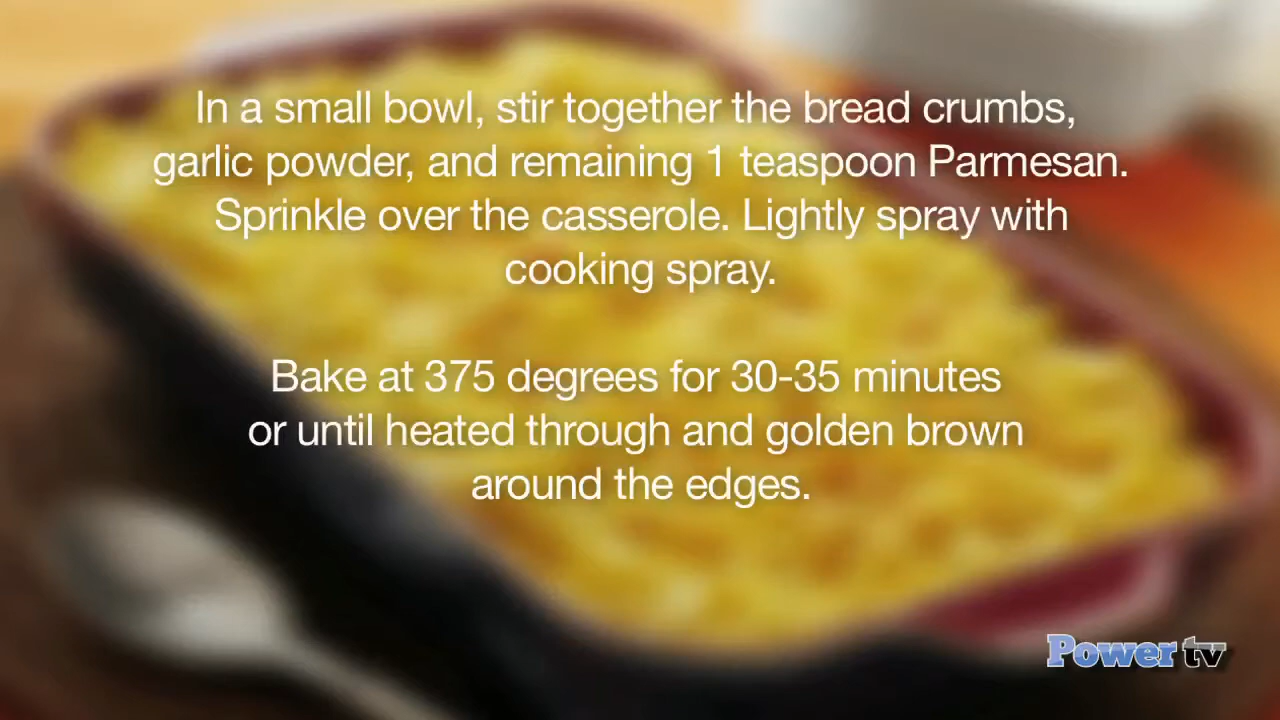 In a small bowl, stir together the bread crumbs,
garlic powder, and remaining 1 teaspoon Parmesan.
Sprinkle over the casserole. Lightly spray with
cooking spray.
Bake at 375 degrees for 30-35 minutes
or until heated through and golden brown
around the edges.
Power tv